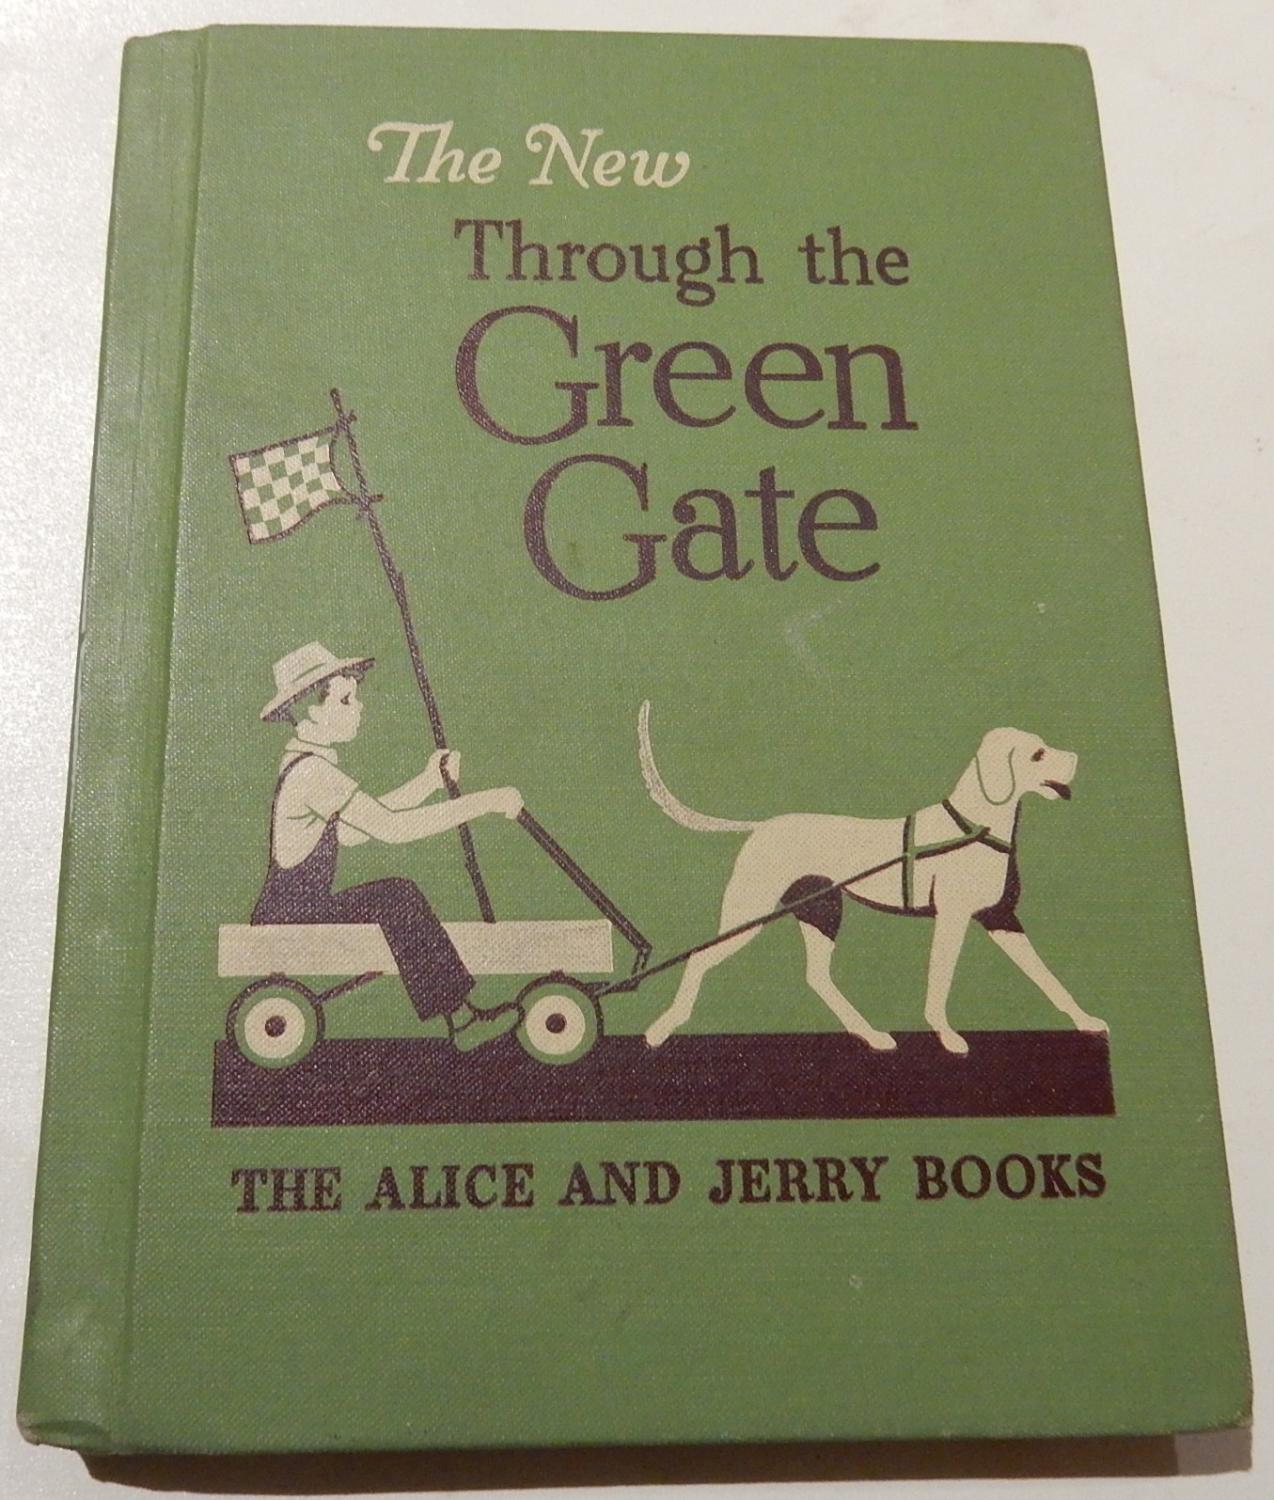 The New
Through the
Green
Gate
THE ALICE AND JERRY BOOKS